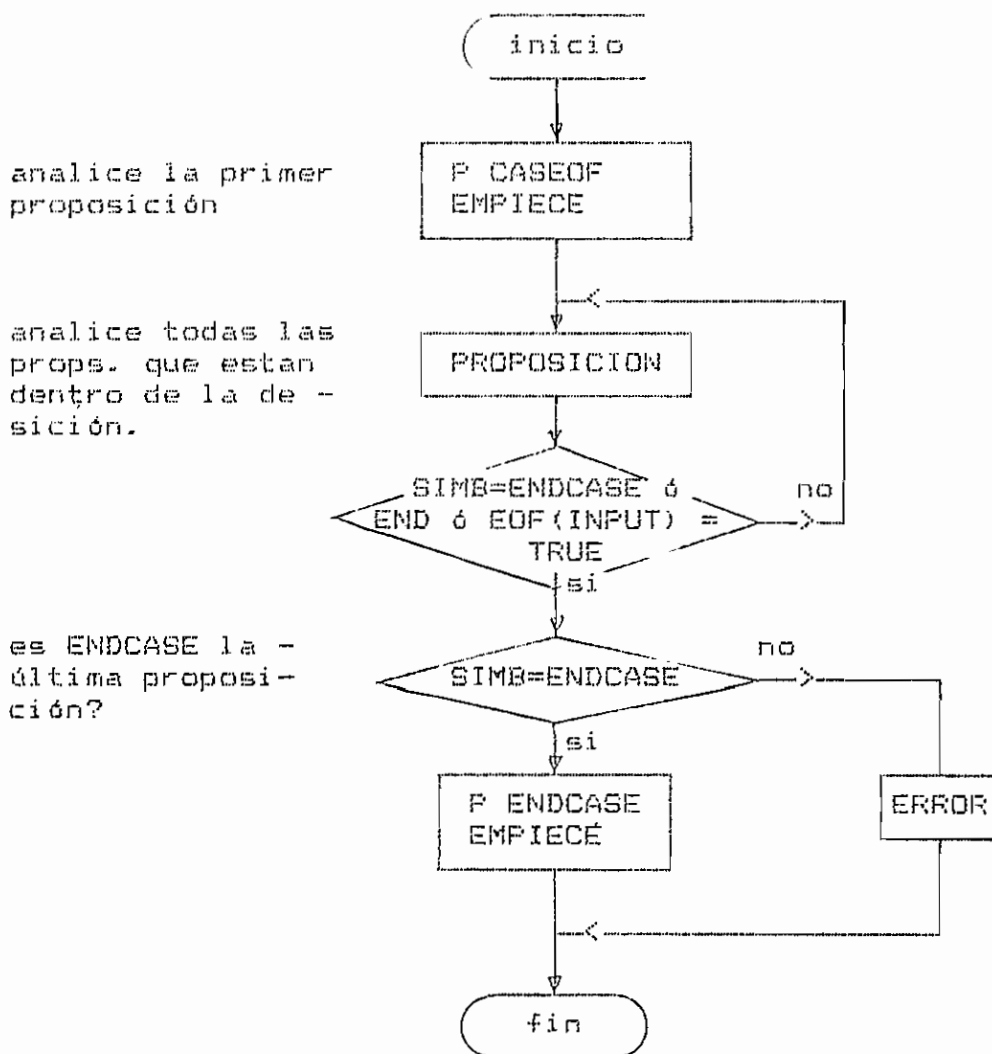 inicio
analice la primer
proposición
P CASEOF
EMPIECE
analice todas las
props. que estan
dentro de la de -
sición.
PROPOSICION
SIMB=ENDCASE ó
END ó EOF(INPUT) =
TRUE
no
si
es ENDCASE la -
última proposi-
ción?
SIMB=ENDCASE
no
si
P ENDCASE
EMPIECE
ERROR
fin